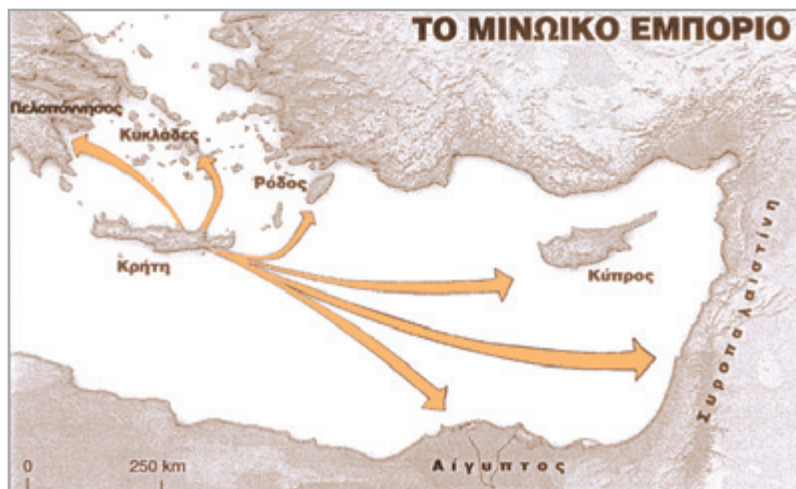 ΤΟ ΜΙΝΩΙΚΟ ΕΜΠΟΡΙΟ
Πελοπόννησος
Κυκλάδες
Ρόδος
Κρήτη
Κύπρος
Συροπαλαιστίνη
Αίγυπτος
0 250 km